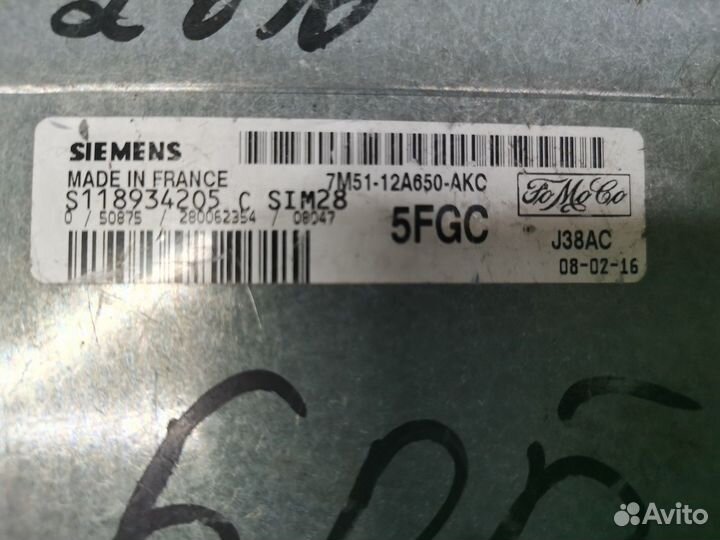 SIEMENS
MADE IN FRANCE
7M51-12A650-AKC
S118934205 C SIM28
0 / 50875 / 280062354 / 08047
5FGC
FoMoCo
J38AC
08-02-16
Avito